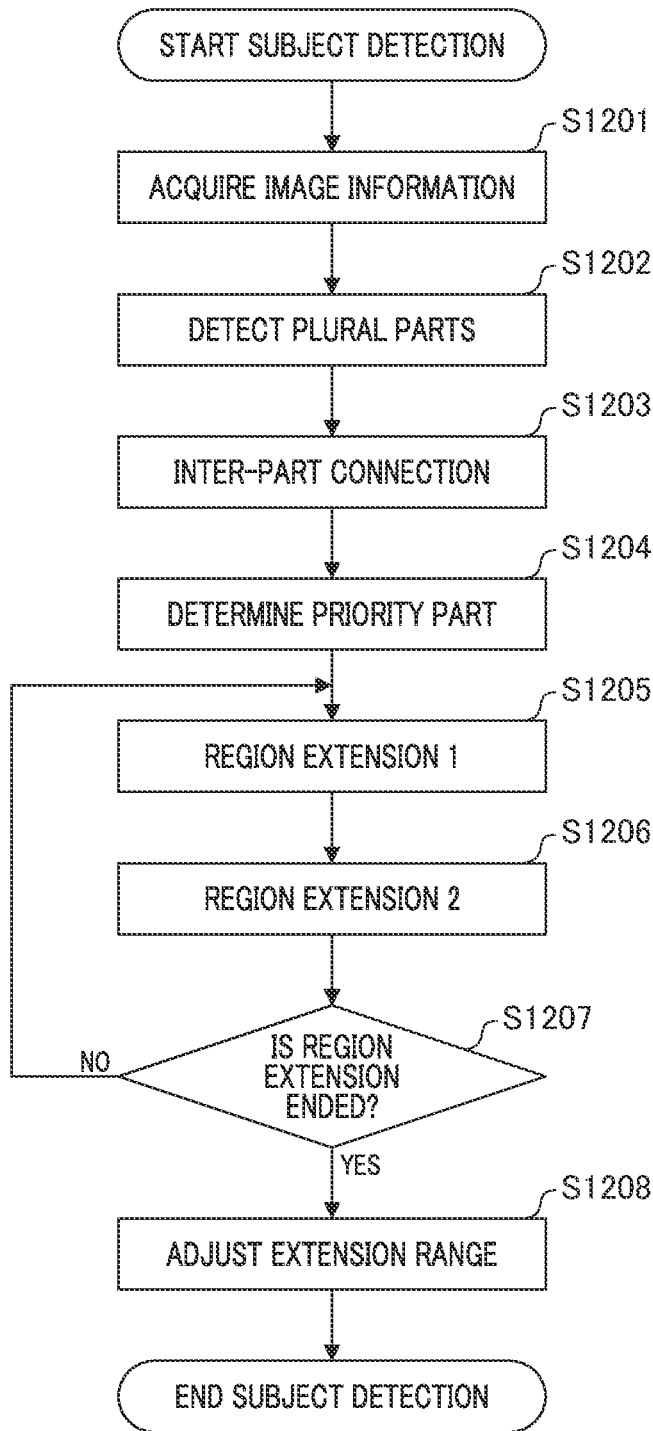 START SUBJECT DETECTION
S1201
ACQUIRE IMAGE INFORMATION
S1202
DETECT PLURAL PARTS
S1203
INTER-PART CONNECTION
S1204
DETERMINE PRIORITY PART
S1205
REGION EXTENSION 1
S1206
REGION EXTENSION 2
S1207
IS REGION
EXTENSION
ENDED?
NO
YES
S1208
ADJUST EXTENSION RANGE
END SUBJECT DETECTION